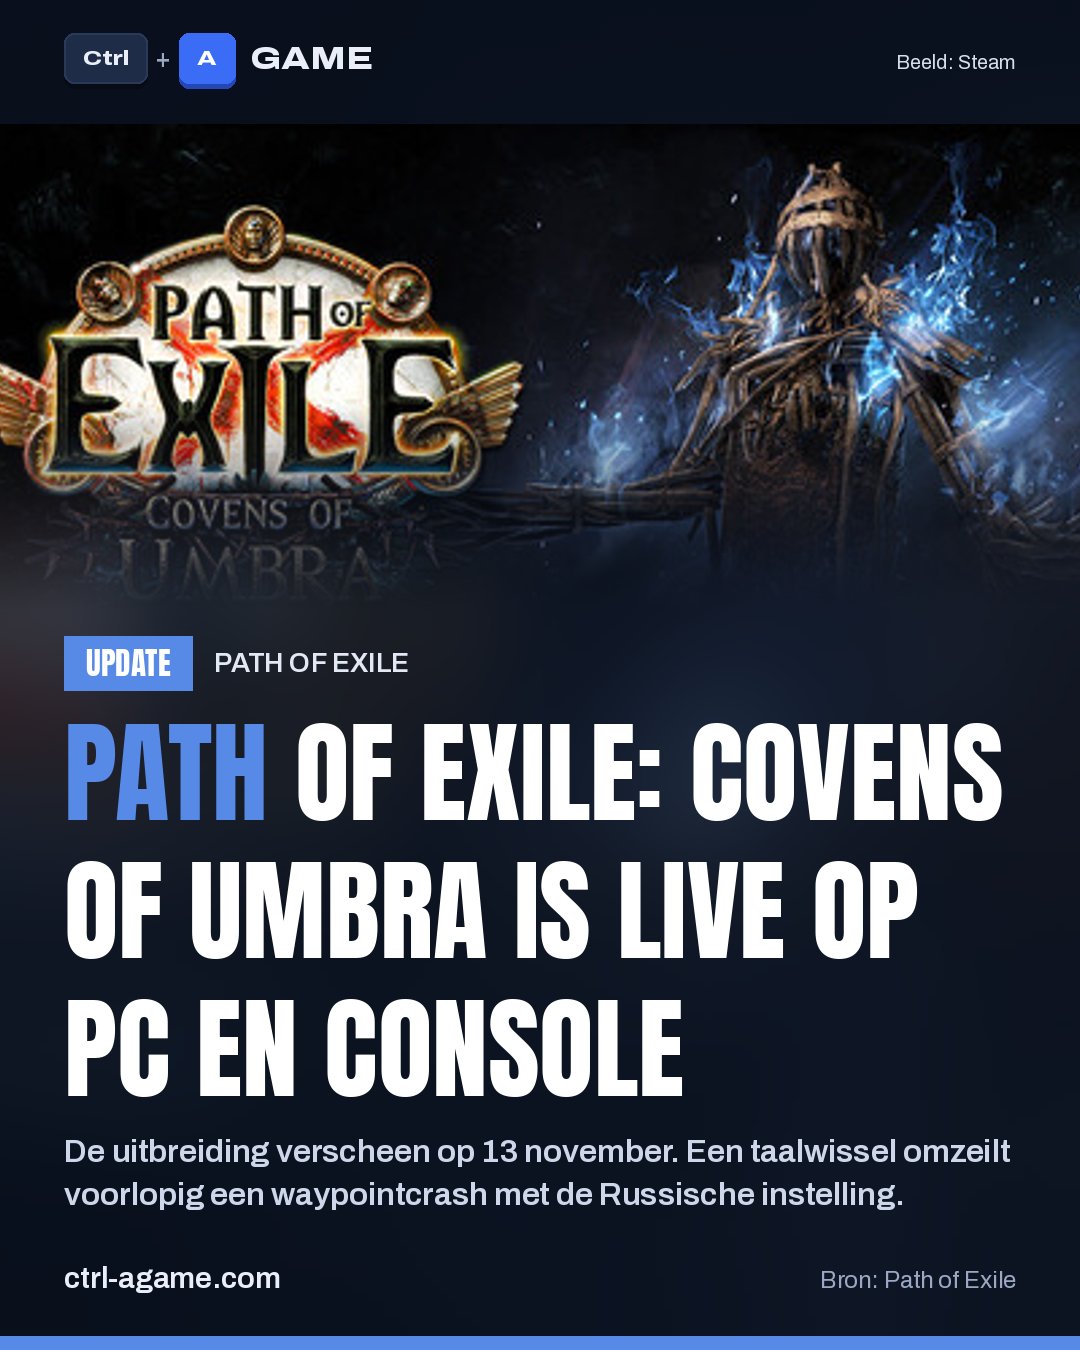 Ctrl + A GAME
Beeld: Steam
PATH OF
EXILE
COVENS OF
UMBRA
UPDATE PATH OF EXILE
PATH OF EXILE: COVENS
OF UMBRA IS LIVE OP
PC EN CONSOLE
De uitbreiding verscheen op 13 november. Een taalwissel omzeilt
voorlopig een waypointcrash met de Russische instelling.
ctrl-agame.com
Bron: Path of Exile